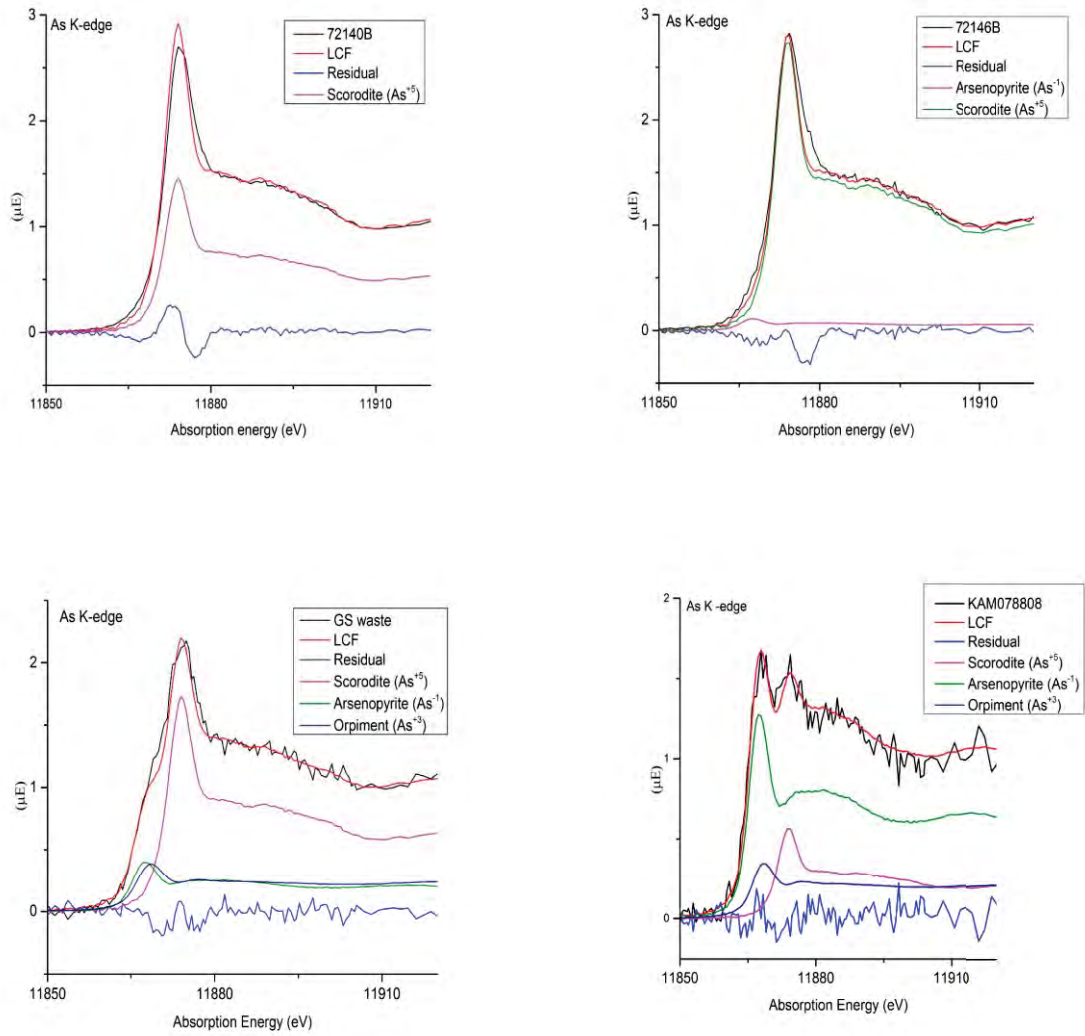 As K-edge
3
2
1
0
(µE)
11850
11880
11910
Absorption energy (eV)
72140B
LCF
Residual
Scorodite (As+5)
As K-edge
3
2
1
0
(µE)
11850
11880
11910
Absorption energy (eV)
72146B
LCF
Residual
Arsenopyrite (As-1)
Scorodite (As+5)
As K-edge
2
1
0
(µE)
11850
11880
11910
Absorption Energy (eV)
GS waste
LCF
Residual
Scorodite (As+5)
Arsenopyrite (As-1)
Orpiment (As+3)
As K -edge
2
1
0
(µE)
11850
11880
11910
Absorption Energy (eV)
KAM078808
LCF
Residual
Scorodite (As+5)
Arsenopyrite (As-1)
Orpiment (As+3)